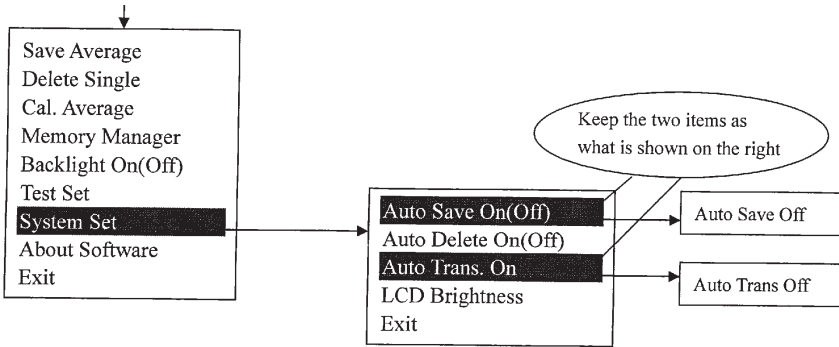 Save Average
Delete Single
Cal. Average
Memory Manager
Backlight On(Off)
Test Set
System Set
About Software
Exit
Keep the two items as
what is shown on the right
Auto Save On(Off)
Auto Delete On(Off)
Auto Trans. On
LCD Brightness
Exit
Auto Save Off
Auto Trans Off